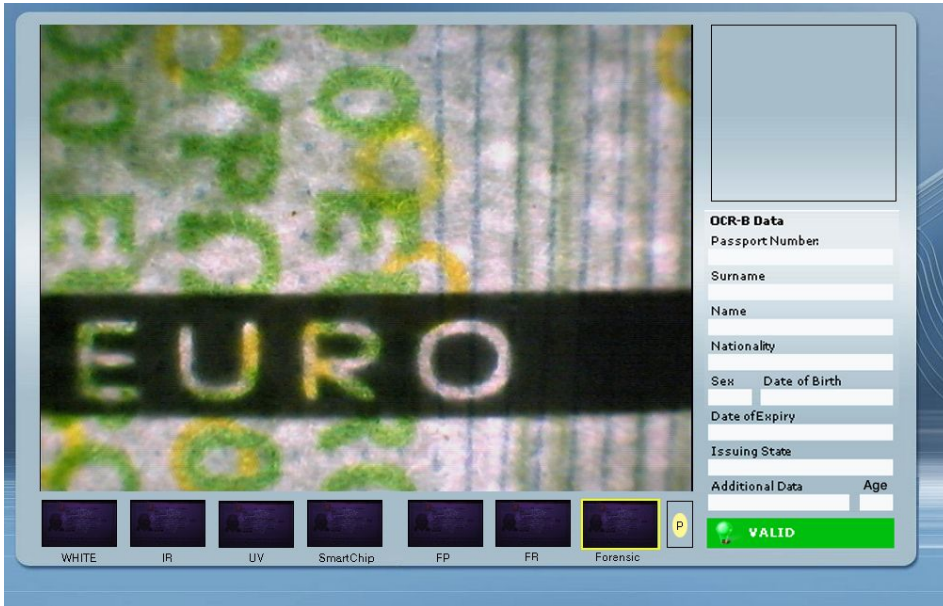 EURO
OCR-B Data
Passport Number:
Surname
Name
Nationality
Sex Date of Birth
Date of Expiry
Issuing State
Additional Data Age
P
WHITE IR UV SmartChip FP FR Forensic
VALID